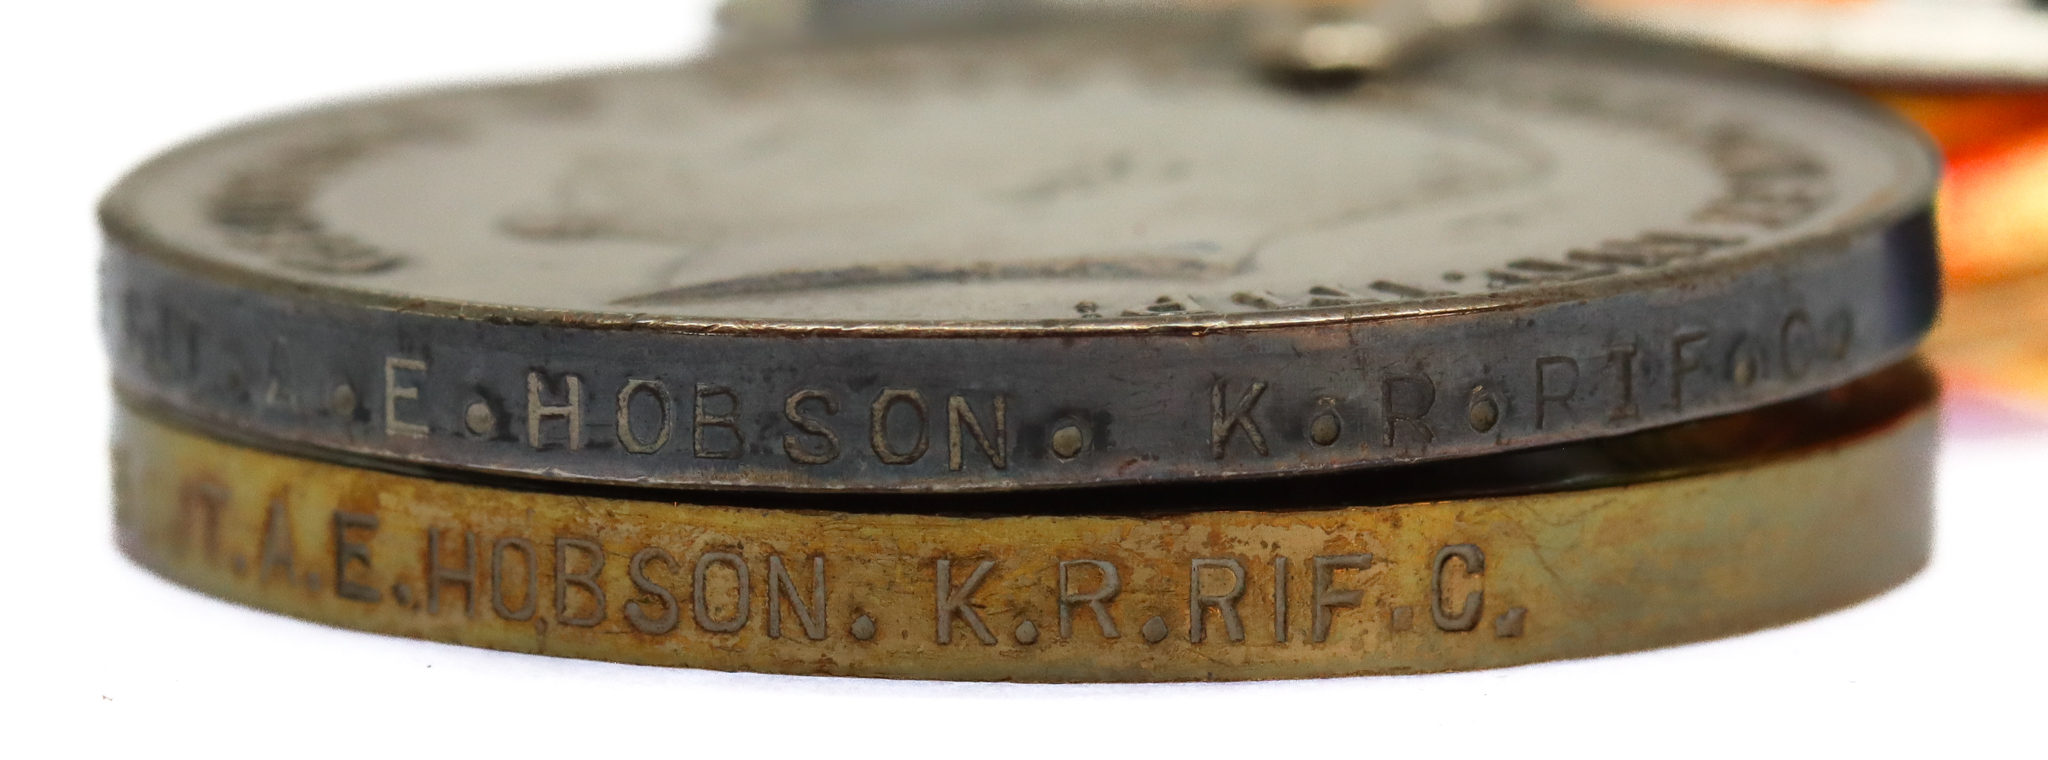 A . E . HOBSON . K . R . RIF . C .
T. A. E. HOBSON. K. R. RIF. C.